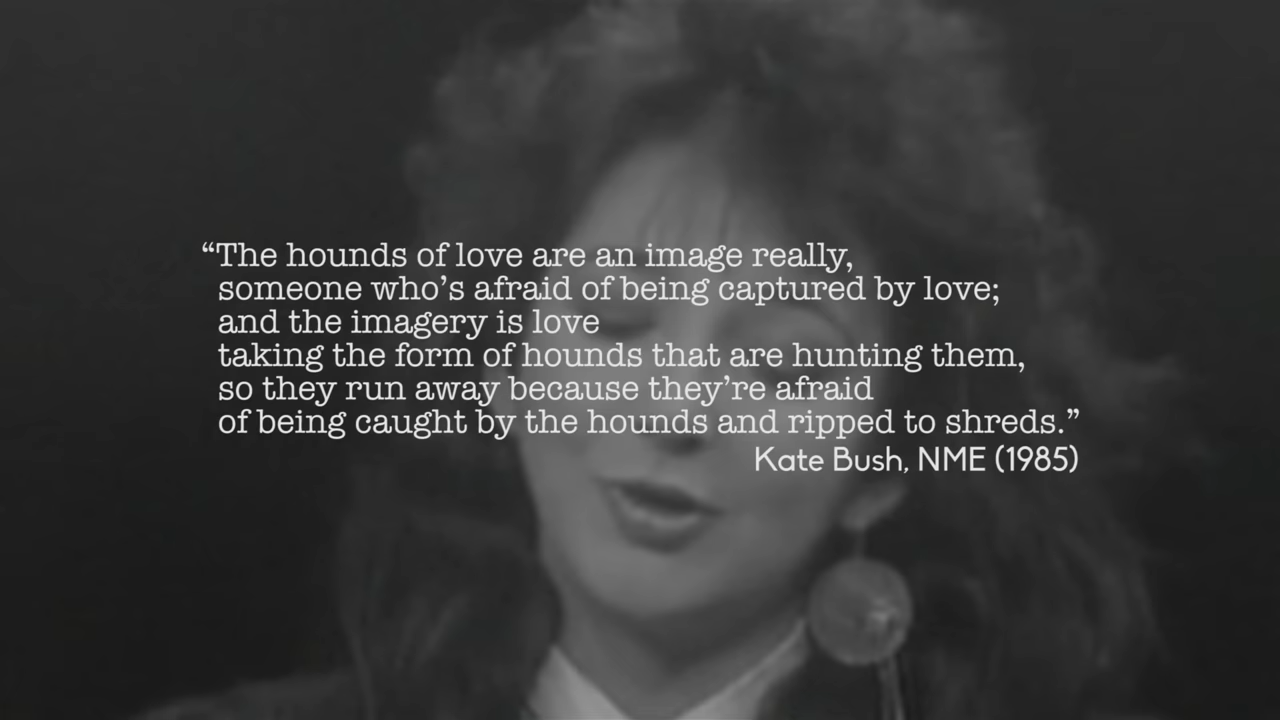 “The hounds of love are an image really,
someone who’s afraid of being captured by love;
and the imagery is love
taking the form of hounds that are hunting them,
so they run away because they’re afraid
of being caught by the hounds and ripped to shreds.”
Kate Bush, NME (1985)